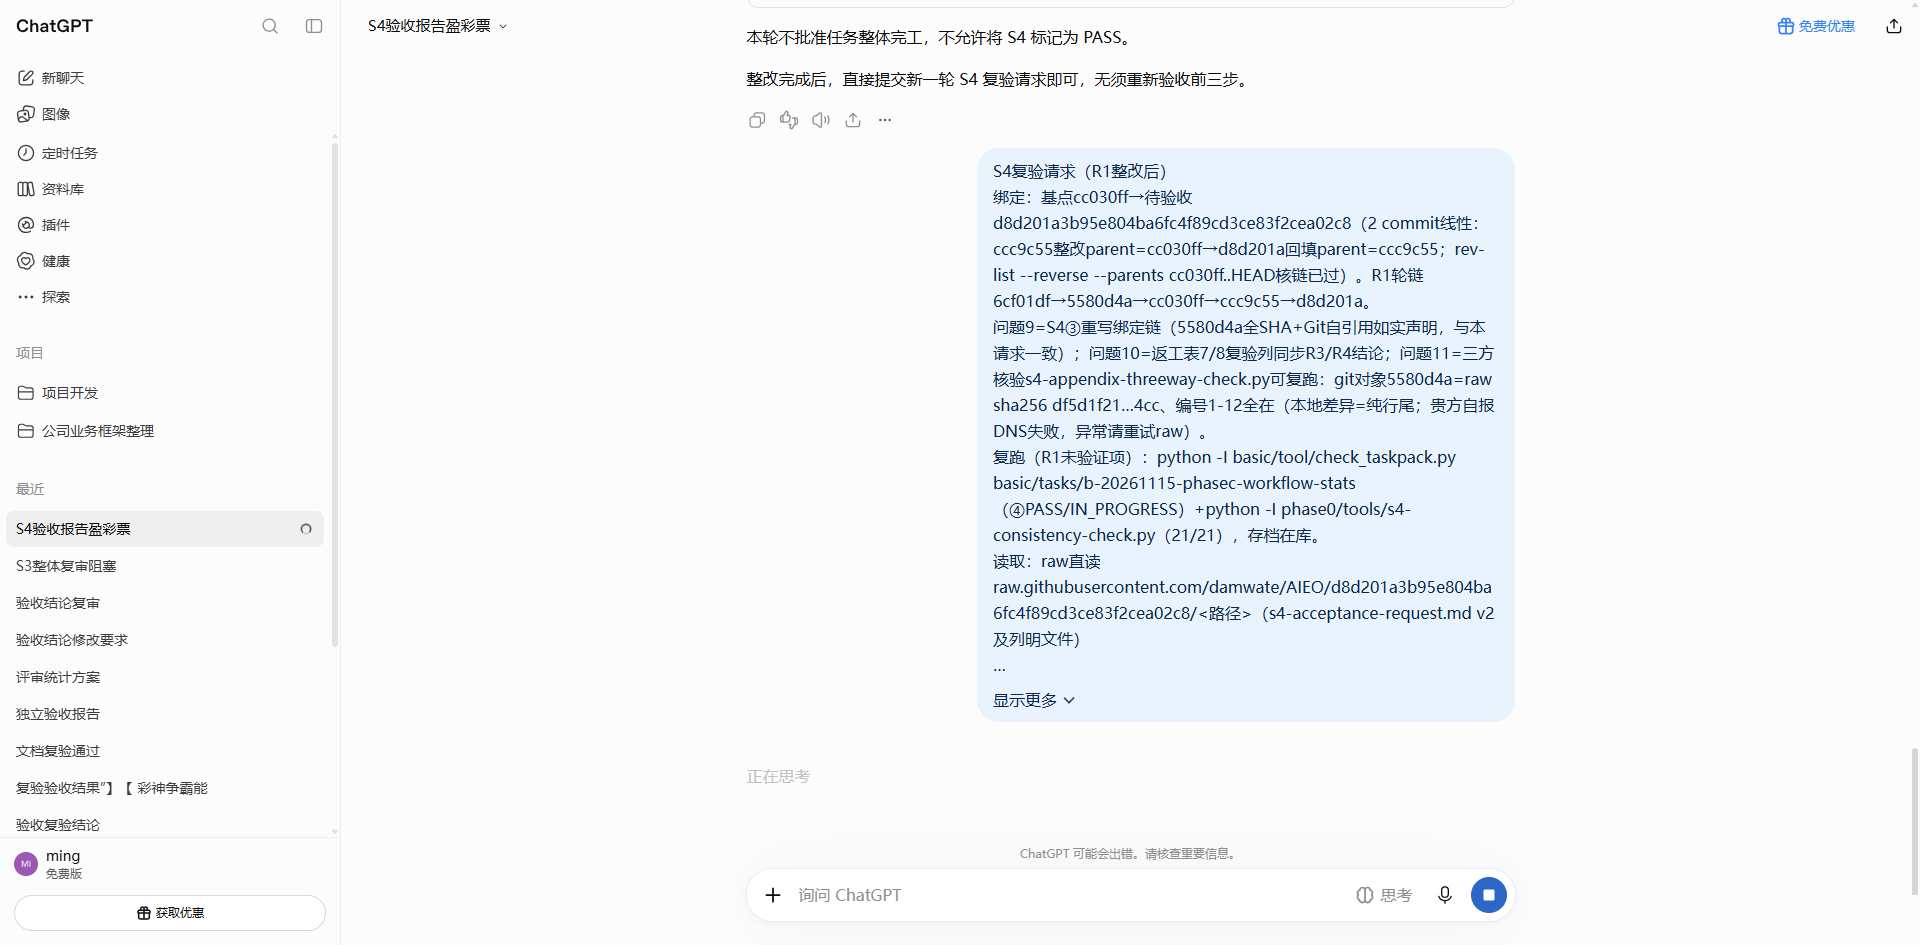 ChatGPT
新聊天
图像
定时任务
资料库
插件
健康
探索
项目
项目开发
公司业务框架整理
最近
S4验收报告盈彩票
S3整体复审阻塞
验收结论复审
验收结论修改要求
评审统计方案
独立验收报告
文档复验通过
复验验收结果”】【 彩神争霸能
验收复验结论
MI
ming
免费版
获取优惠
S4验收报告盈彩票
免费优惠
本轮不批准任务整体完工，不允许将 S4 标记为 PASS。
整改完成后，直接提交新一轮 S4 复验请求即可，无须重新验收前三步。
S4复验请求（R1整改后）
绑定：基点cc030ff→待验收
d8d201a3b95e804ba6fc4f89cd3ce83f2cea02c8（2 commit线性：
ccc9c55整改parent=cc030ff→d8d201a回填parent=ccc9c55；rev-
list --reverse --parents cc030ff..HEAD核链已过）。R1轮链
6cf01df→5580d4a→cc030ff→ccc9c55→d8d201a。
问题9=S4③重写绑定链（5580d4a全SHA+Git自引用如实声明，与本
请求一致）；问题10=返工表7/8复验列同步R3/R4结论；问题11=三方
核验s4-appendix-threeway-check.py可复跑：git对象5580d4a=raw
sha256 df5d1f21...4cc、编号1-12全在（本地差异=纯行尾；贵方自报
DNS失败，异常请重试raw）。
复跑（R1未验证项）：python -I basic/tool/check_taskpack.py
basic/tasks/b-20261115-phasec-workflow-stats
（④PASS/IN_PROGRESS）+python -I phase0/tools/s4-
consistency-check.py（21/21），存档在库。
读取：raw直读
raw.githubusercontent.com/damwate/AIEO/d8d201a3b95e804ba
6fc4f89cd3ce83f2cea02c8/<路径>（s4-acceptance-request.md v2
及列明文件）
...
显示更多
正在思考
ChatGPT 可能会出错。请核查重要信息。
询问 ChatGPT
思考